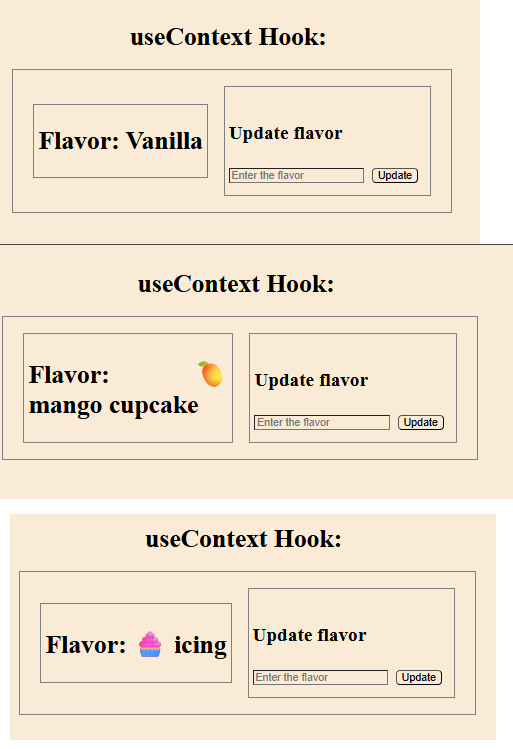 useContext Hook:
Flavor: Vanilla
Update flavor
Enter the flavor Update
useContext Hook:
Flavor: 🥭
mango cupcake
Update flavor
Enter the flavor Update
useContext Hook:
Flavor: 🧁 icing
Update flavor
Enter the flavor Update